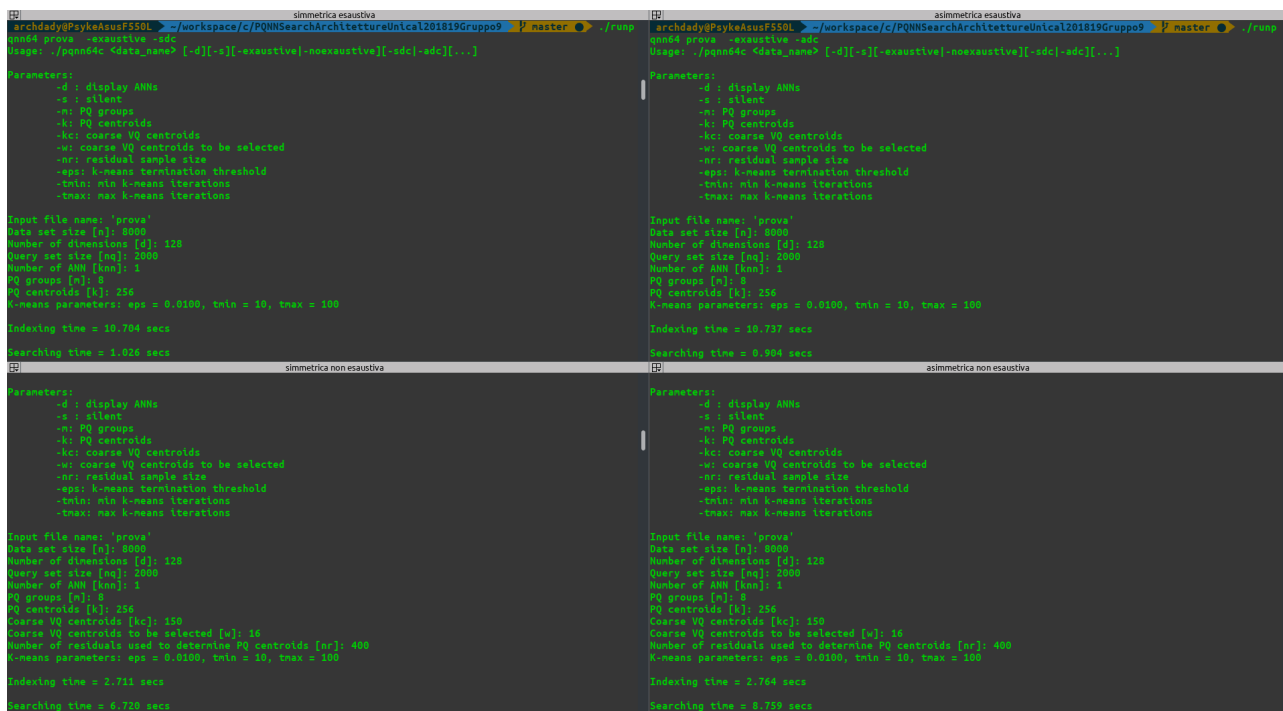 simmetrica esaustiva
archdady@PsykeAsusF550L ~/workspace/c/PQNNSearchArchitettureUnical201819Gruppo9 master ./runp
qnn64 prova -exaustive -sdc
Usage: ./pqnn64c <data_name> [-d][-s][-exaustive|-noexaustive][-sdc|-adc][...]
Parameters:
-d : display ANNs
-s : silent
-m: PQ groups
-k: PQ centroids
-kc: coarse VQ centroids
-w: coarse VQ centroids to be selected
-nr: residual sample size
-eps: k-means termination threshold
-tmin: min k-means iterations
-tmax: max k-means iterations
Input file name: 'prova'
Data set size [n]: 8000
Number of dimensions [d]: 128
Query set size [nq]: 2000
Number of ANN [knn]: 1
PQ groups [m]: 8
PQ centroids [k]: 256
K-means parameters: eps = 0.0100, tmin = 10, tmax = 100
Indexing time = 10.704 secs
Searching time = 1.026 secs
asimmetrica esaustiva
archdady@PsykeAsusF550L ~/workspace/c/PQNNSearchArchitettureUnical201819Gruppo9 master ./runp
qnn64 prova -exaustive -adc
Usage: ./pqnn64c <data_name> [-d][-s][-exaustive|-noexaustive][-sdc|-adc][...]
Parameters:
-d : display ANNs
-s : silent
-m: PQ groups
-k: PQ centroids
-kc: coarse VQ centroids
-w: coarse VQ centroids to be selected
-nr: residual sample size
-eps: k-means termination threshold
-tmin: min k-means iterations
-tmax: max k-means iterations
Input file name: 'prova'
Data set size [n]: 8000
Number of dimensions [d]: 128
Query set size [nq]: 2000
Number of ANN [knn]: 1
PQ groups [m]: 8
PQ centroids [k]: 256
K-means parameters: eps = 0.0100, tmin = 10, tmax = 100
Indexing time = 10.737 secs
Searching time = 0.904 secs
simmetrica non esaustiva
Parameters:
-d : display ANNs
-s : silent
-m: PQ groups
-k: PQ centroids
-kc: coarse VQ centroids
-w: coarse VQ centroids to be selected
-nr: residual sample size
-eps: k-means termination threshold
-tmin: min k-means iterations
-tmax: max k-means iterations
Input file name: 'prova'
Data set size [n]: 8000
Number of dimensions [d]: 128
Query set size [nq]: 2000
Number of ANN [knn]: 1
PQ groups [m]: 8
PQ centroids [k]: 256
Coarse VQ centroids [kc]: 150
Coarse VQ centroids to be selected [w]: 16
Number of residuals used to determine PQ centroids [nr]: 400
K-means parameters: eps = 0.0100, tmin = 10, tmax = 100
Indexing time = 2.711 secs
Searching time = 6.720 secs
asimmetrica non esaustiva
Parameters:
-d : display ANNs
-s : silent
-m: PQ groups
-k: PQ centroids
-kc: coarse VQ centroids
-w: coarse VQ centroids to be selected
-nr: residual sample size
-eps: k-means termination threshold
-tmin: min k-means iterations
-tmax: max k-means iterations
Input file name: 'prova'
Data set size [n]: 8000
Number of dimensions [d]: 128
Query set size [nq]: 2000
Number of ANN [knn]: 1
PQ groups [m]: 8
PQ centroids [k]: 256
Coarse VQ centroids [kc]: 150
Coarse VQ centroids to be selected [w]: 16
Number of residuals used to determine PQ centroids [nr]: 400
K-means parameters: eps = 0.0100, tmin = 10, tmax = 100
Indexing time = 2.764 secs
Searching time = 8.759 secs